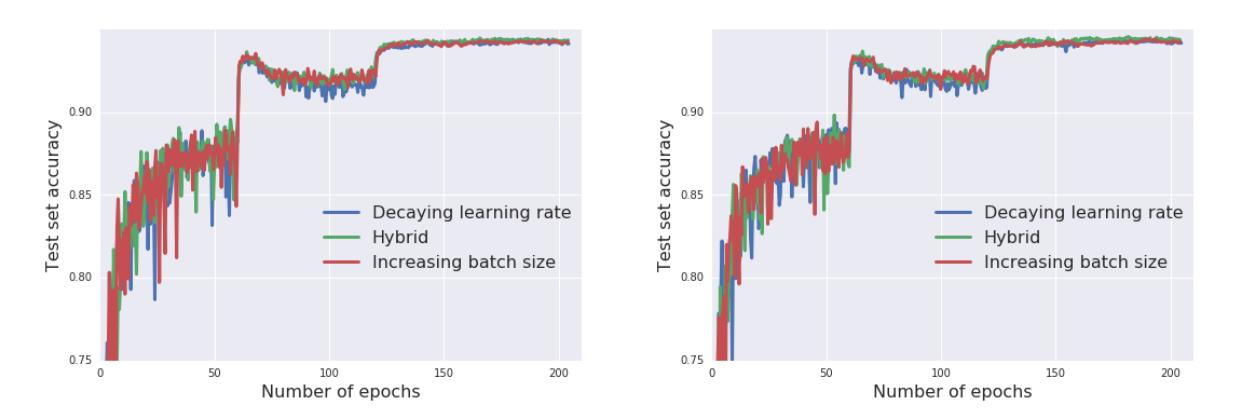 0.90
0.85
0.80
0.75
0
50
100
150
200
Test set accuracy
Number of epochs
Decaying learning rate
Hybrid
Increasing batch size
0.90
0.85
0.80
0.75
0
50
100
150
200
Test set accuracy
Number of epochs
Decaying learning rate
Hybrid
Increasing batch size